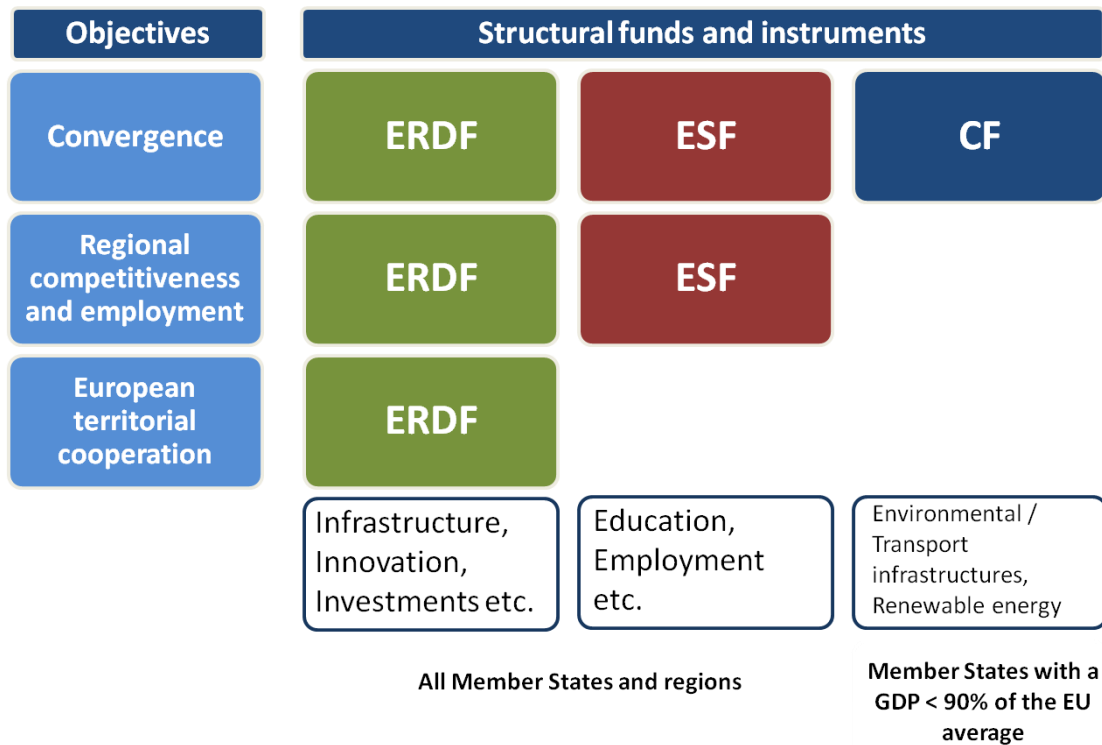 Objectives
Structural funds and instruments
Convergence
ERDF
ESF
CF
Regional
competitiveness
and employment
ERDF
ESF
European
territorial
cooperation
ERDF
Infrastructure,
Innovation,
Investments etc.
Education,
Employment
etc.
Environmental /
Transport
infrastructures,
Renewable energy
All Member States and regions
Member States with a
GDP < 90% of the EU
average